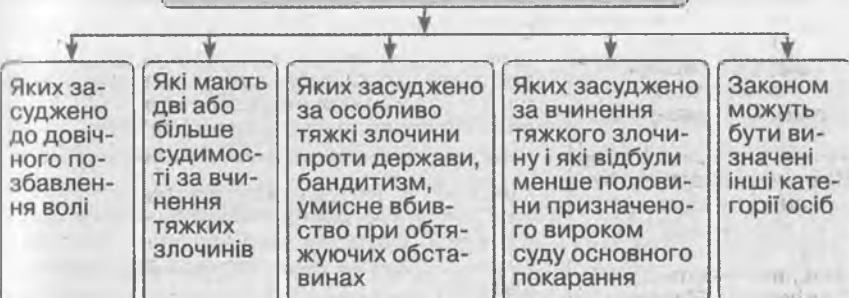 Яких за-
суджено
до довіч-
ного по-
збавлен-
ня волі
Які мають
дві або
більше
судимос-
ті за вчи-
нення
тяжких
злочинів
Яких засуджено
за особливо
тяжкі злочини
проти держави,
бандитизм,
умисне вбив-
ство при обтя-
жуючих обста-
винах
Яких засуджено
за вчинення
тяжкого злочи-
ну і які відбули
менше полови-
ни призначено-
го вироком
суду основного
покарання
Законом
можуть
бути ви-
значені
інші кате-
горії осіб